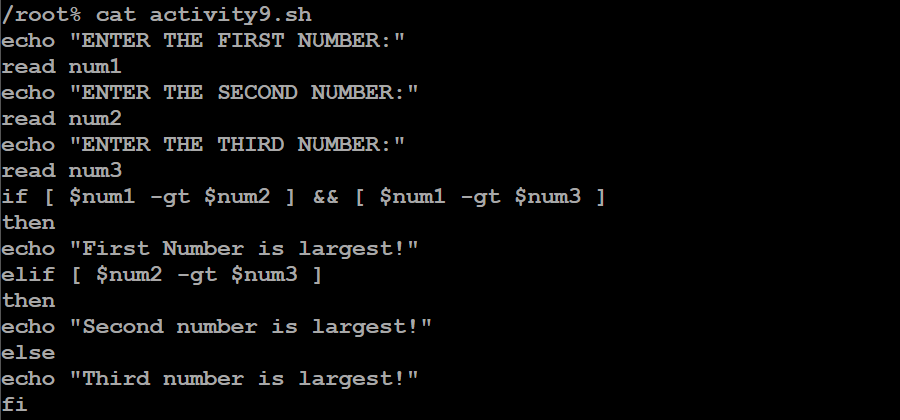 /root% cat activity9.sh
echo "ENTER THE FIRST NUMBER:"
read num1
echo "ENTER THE SECOND NUMBER:"
read num2
echo "ENTER THE THIRD NUMBER:"
read num3
if [ $num1 -gt $num2 ] && [ $num1 -gt $num3 ]
then
echo "First Number is largest!"
elif [ $num2 -gt $num3 ]
then
echo "Second number is largest!"
else
echo "Third number is largest!"
fi